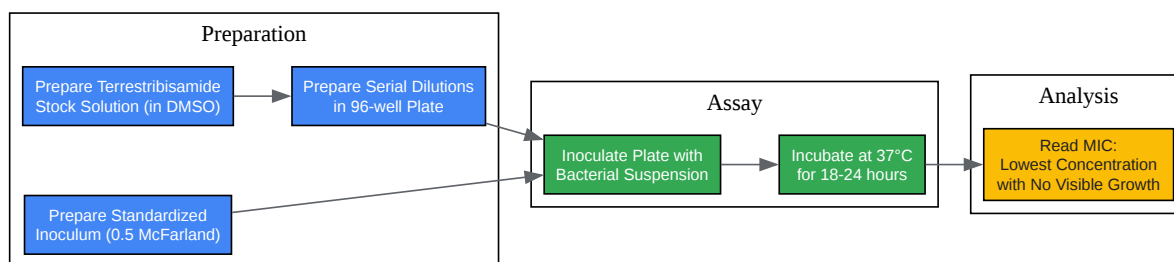 Preparation
Prepare Terrestribisamide
Stock Solution (in DMSO)
Prepare Serial Dilutions
in 96-well Plate
Prepare Standardized
Inoculum (0.5 McFarland)
Assay
Inoculate Plate with
Bacterial Suspension
Incubate at 37°C
for 18-24 hours
Analysis
Read MIC:
Lowest Concentration
with No Visible Growth